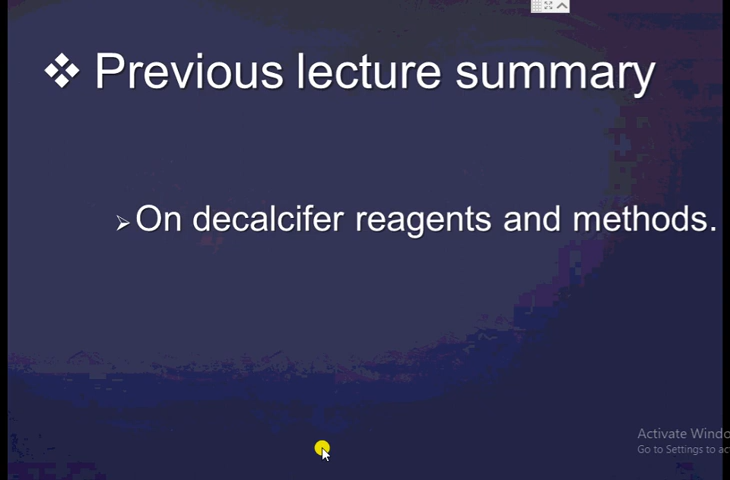 Previous lecture summary
On decalcifer reagents and methods.
Activate Windo
Go to Settings to ac